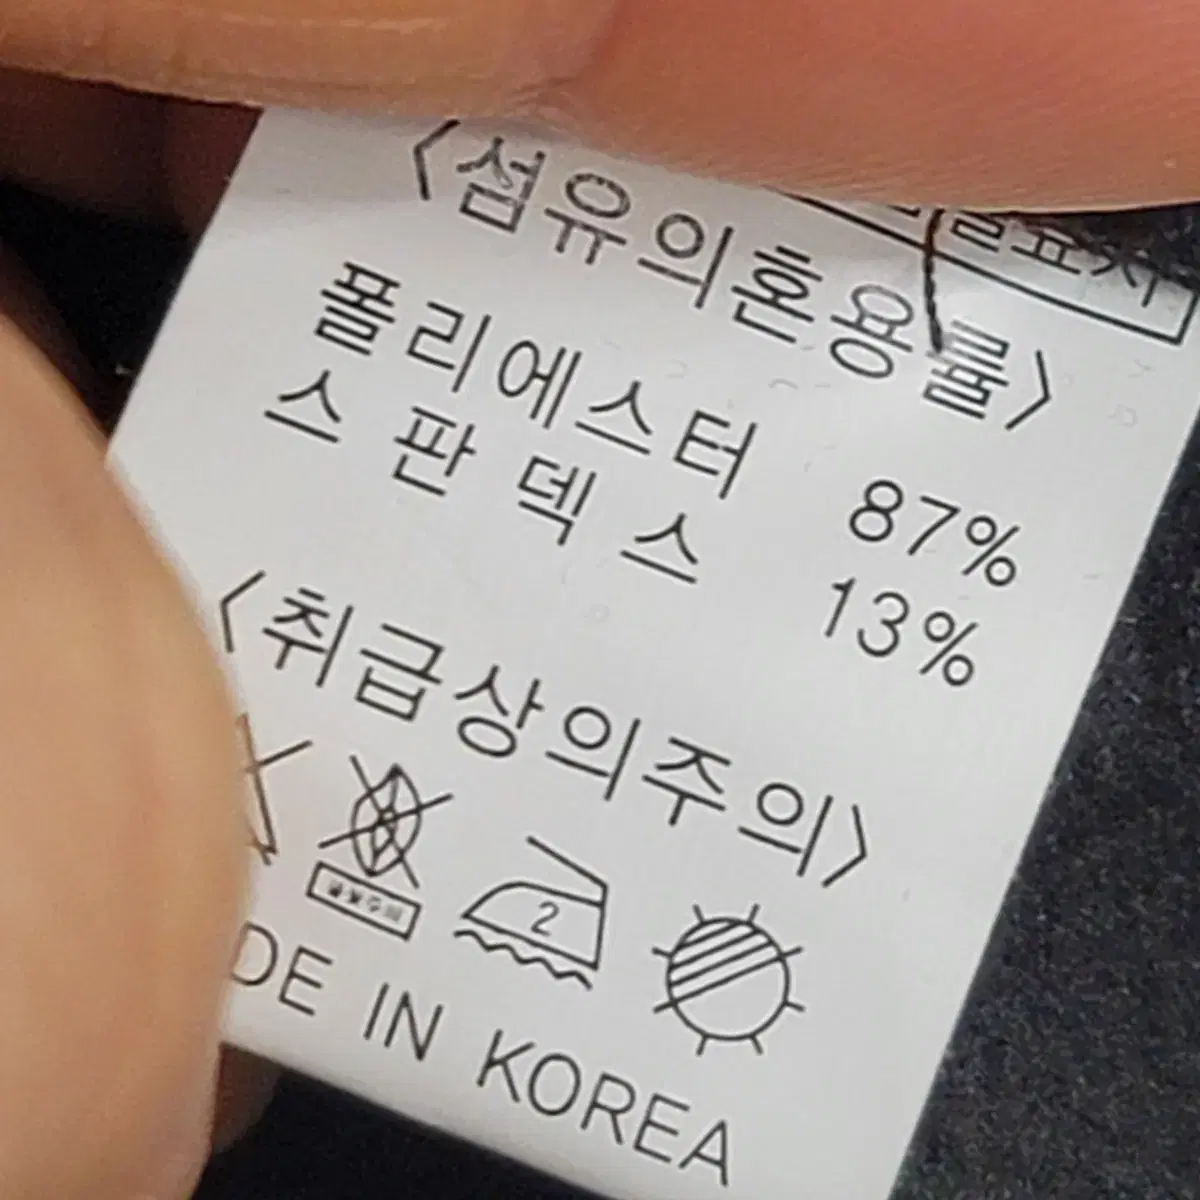 <섬유의혼용률>
폴리에스터 87%
스판덱스 13%
<취급상의주의>
2
DE IN KOREA